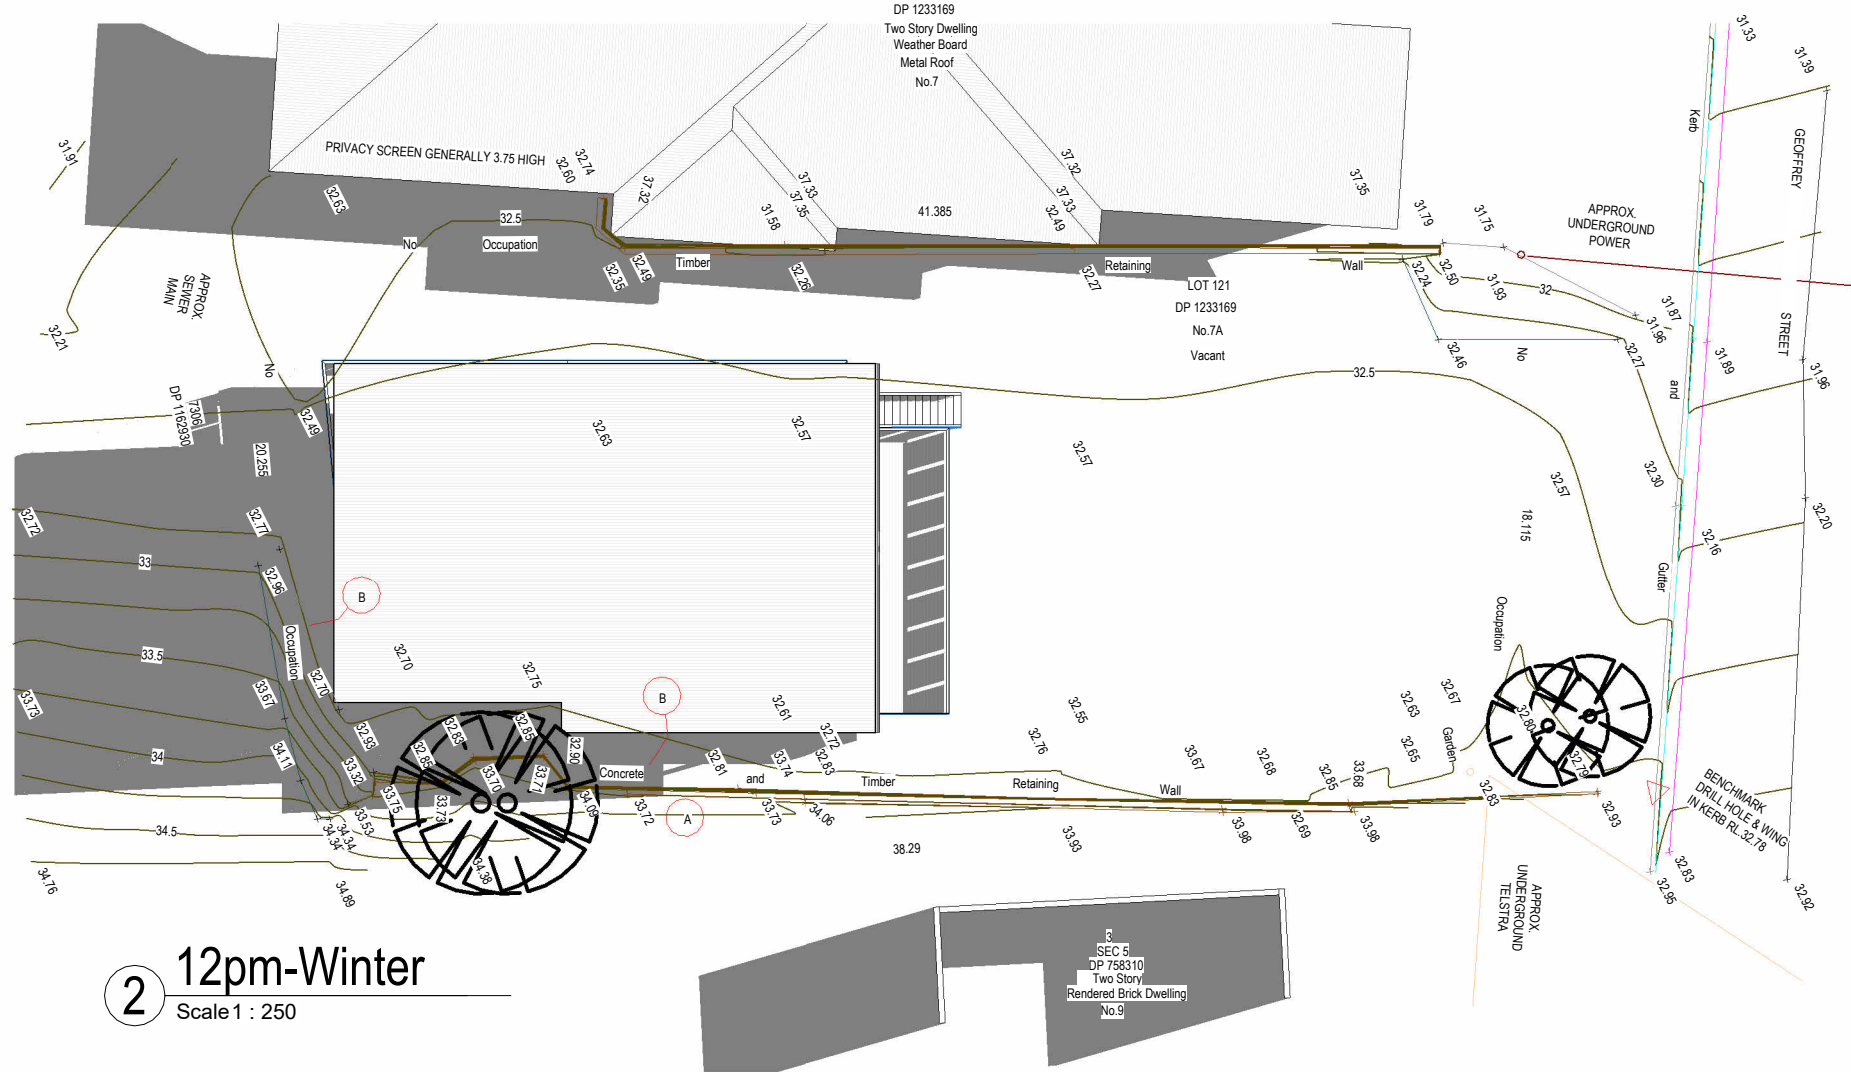 DP 1233169
Two Story Dwelling
Weather Board
Metal Roof
No.7
31.33
31.39
Kerb
GEOFFREY
STREET
31.91
PRIVACY SCREEN GENERALLY 3.75 HIGH
32.60
32.74
32.63
37.32
37.33
37.35
31.58
41.385
37.32
37.33
32.49
37.35
31.79
31.75
APPROX.
UNDERGROUND
POWER
32.5
No
Occupation
32.35
32.49
Timber
32.26
32.27
Retaining
Wall
32.24
32.50
31.93
32
31.87
31.96
LOT 121
DP 1233169
No.7A
Vacant
APPROX.
SEWER
MAIN
32.21
No
32.46
No
32.27
31.89
31.96
and
32.5
7306
DP 1162930
32.49
20.255
32.63
32.57
32.57
32.57
32.30
18.115
32.20
32.16
Gutter
32.72
32.77
33
32.96
B
Occupation
33.5
33.67
32.70
32.70
32.75
B
32.61
32.55
32.72
32.76
33.67
32.68
32.63
32.67
32.65
Garden
Occupation
32.80
32.79
33.73
34
34.11
32.93
33.32
32.85
32.83
32.85
32.90
33.70
33.71
33.75
33.73
33.53
34.34
34.34
34.09
Concrete
33.72
A
32.81
and
33.74
32.83
33.73
34.06
Timber
Retaining
Wall
32.85
33.68
33.98
32.69
33.98
33.93
32.83
32.93
BENCHMARK
DRILL HOLE & WING
IN KERB RL.32.78
32.83
32.95
32.92
34.5
34.76
34.89
34.38
38.29
APPROX.
UNDERGROUND
TELSTRA
3
SEC 5
DP 758310
Two Story
Rendered Brick Dwelling
No.9
2
12pm-Winter
Scale 1 : 250